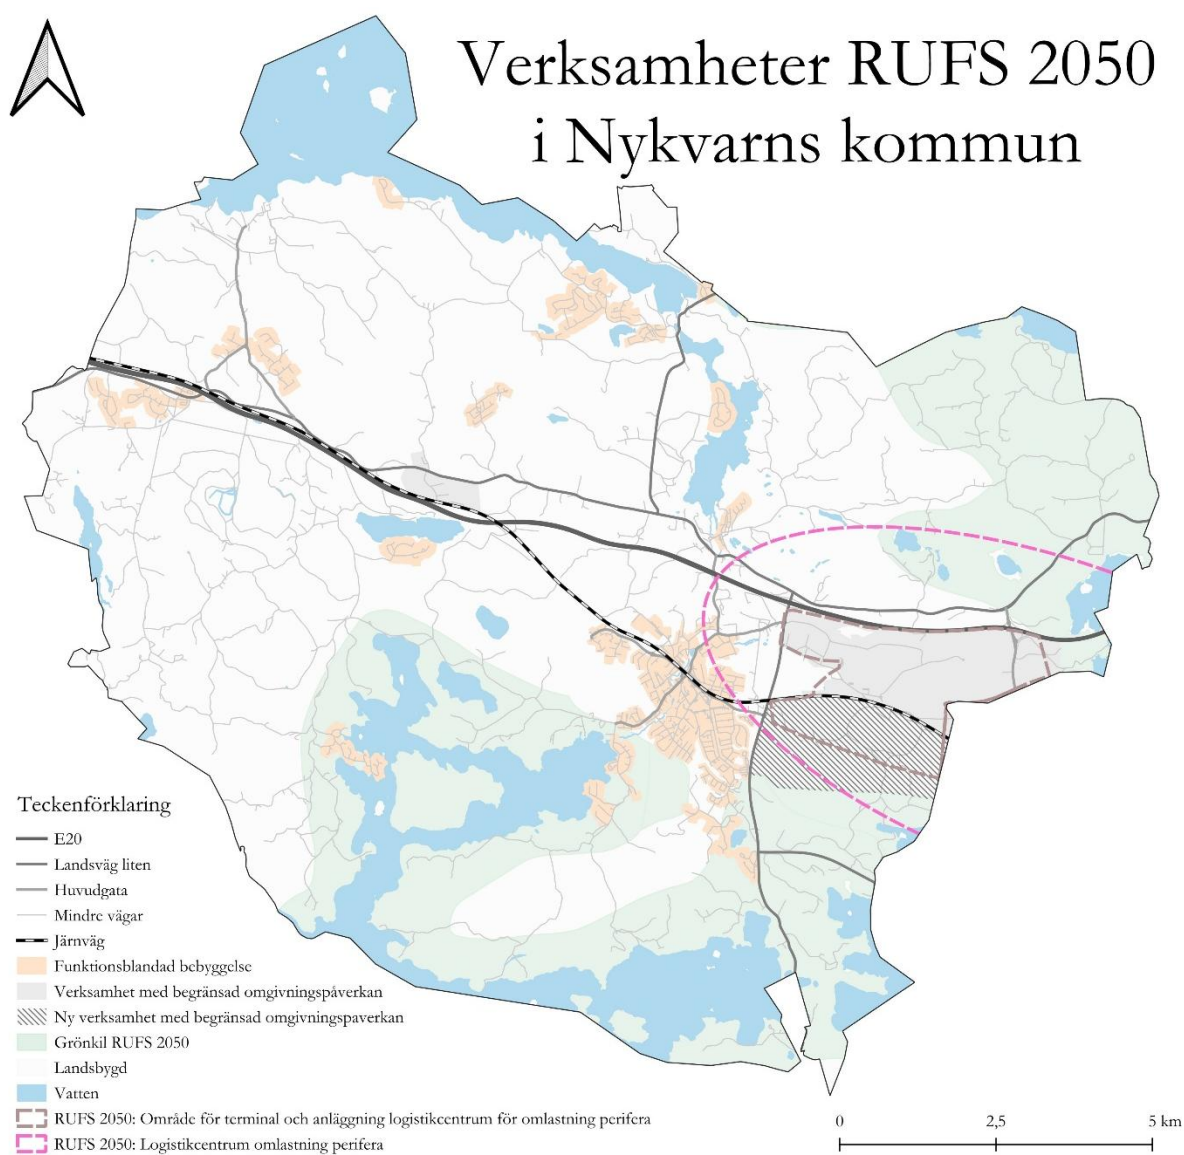 Verksamheter RUFS 2050
i Nykvarns kommun
Teckenförklaring
E20
Landsväg liten
Huvudgata
Mindre vägar
Järnväg
Funktionsblandad bebyggelse
Verksamhet med begränsad omgivningspåverkan
Ny verksamhet med begränsad omgivningspaverkan
Grönkil RUFS 2050
Landsbygd
Vatten
RUFS 2050: Område för terminal och anläggning logistikcentrum för omlastning perifera
RUFS 2050: Logistikcentrum omlastning perifera
0 2,5 5 km